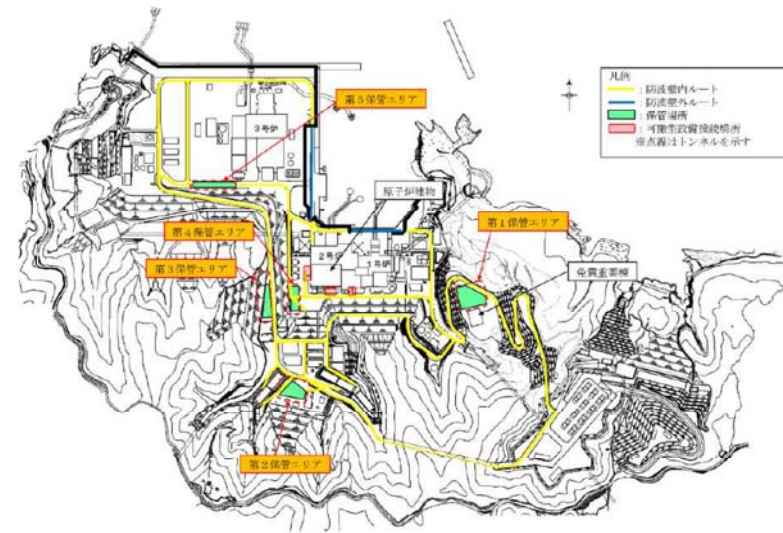 凡例
:防波壁内ルート
:防波壁外ルート
:保管場所
:可搬型設備接続場所
※点線はトンネルを示す
第5保管エリア
3号炉
原子炉建物
第1保管エリア
第4保管エリア
2号炉
1号炉
第3保管エリア
免震重要棟
第2保管エリア